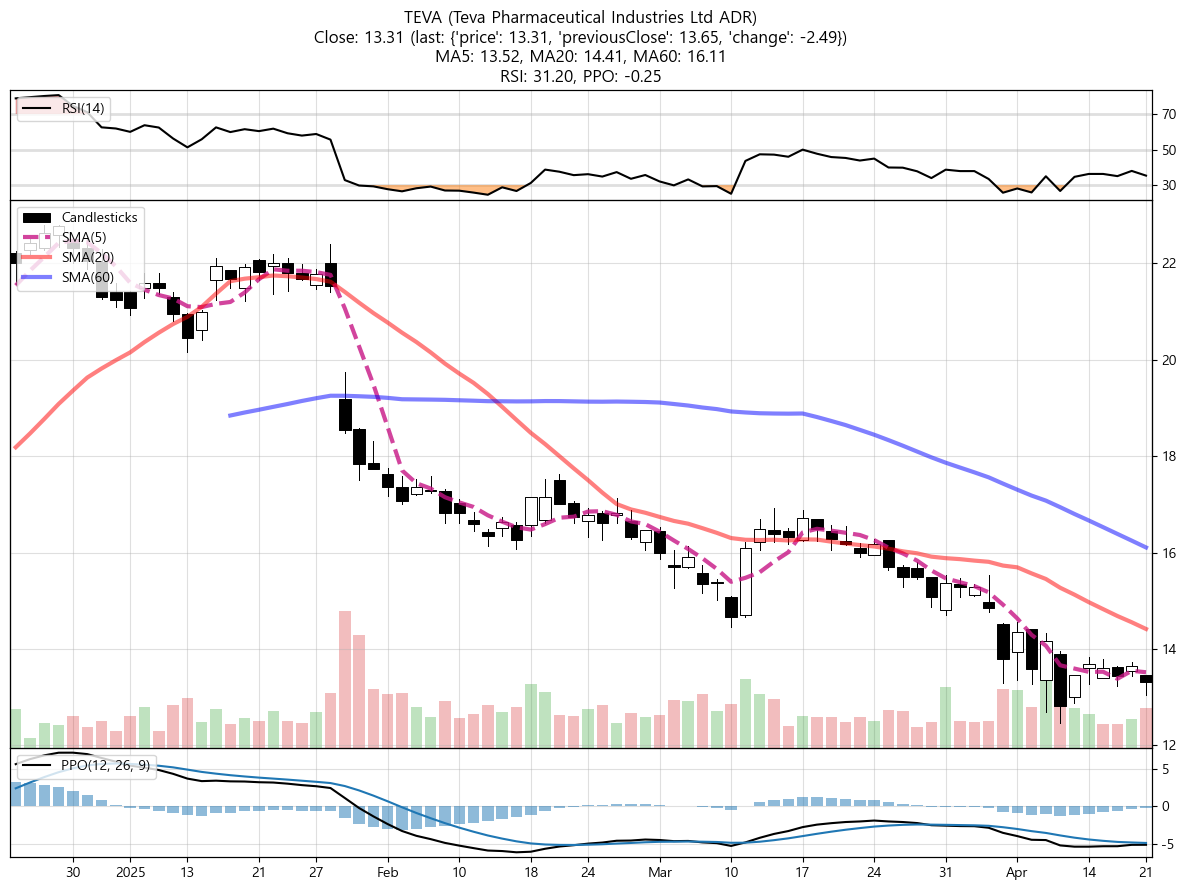 TEVA (Teva Pharmaceutical Industries Ltd ADR)
Close: 13.31 (last: {'price': 13.31, 'previousClose': 13.65, 'change': -2.49})
MA5: 13.52, MA20: 14.41, MA60: 16.11
RSI: 31.20, PPO: -0.25
RSI(14)
70
50
30
Candlesticks
SMA(5)
SMA(20)
SMA(60)
22
20
18
16
14
12
PPO(12, 26, 9)
5
0
-5
30 2025 13 21 27 Feb 10 18 24 Mar 10 17 24 31 Apr 14 21